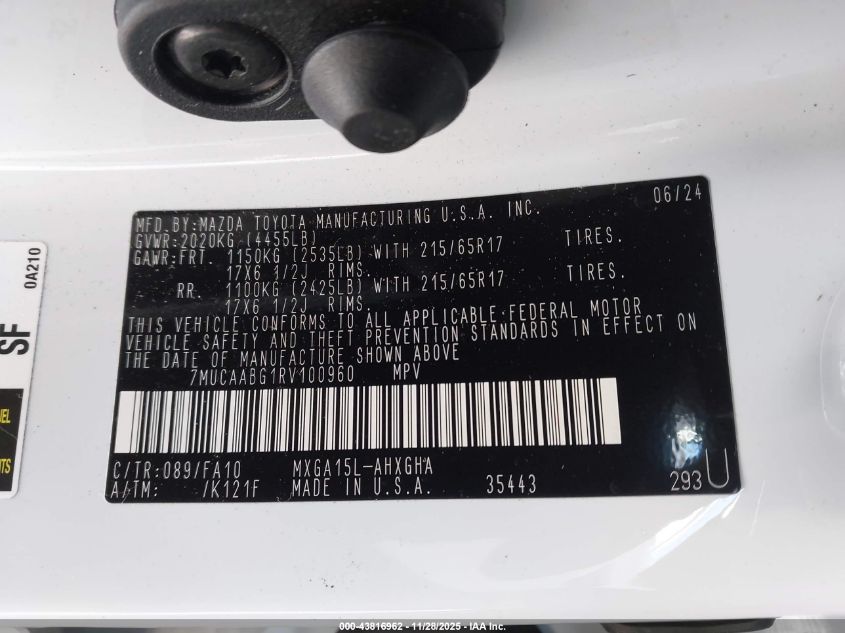 MFD.BY:MAZDA TOYOTA MANUFACTURING U.S.A. INC. 06/24
GVWR:2020KG (4455LB)
GAWR:FRT. 1150KG (2535LB) WITH 215/65R17 TIRES.
17X6 1/2J RIMS.
RR. 1100KG (2425LB) WITH 215/65R17 TIRES.
17X6 1/2J RIMS.
THIS VEHICLE CONFORMS TO ALL APPLICABLE FEDERAL MOTOR
VEHICLE SAFETY AND THEFT PREVENTION STANDARDS IN EFFECT ON
THE DATE OF MANUFACTURE SHOWN ABOVE
7MUCAABG1RV100960 MPV
C/TR:089/FA10 MXGA15L-AHXGHA
A/TM: /K121F MADE IN U.S.A. 35443 293U
0A210
SF
000-43816962 • 11/28/2025 - IAA Inc.